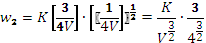 w₂ = K [3/4V] · 〖[1/4V]〗^(1/2) = K/V^(3/2) · 3/4^(3/2)